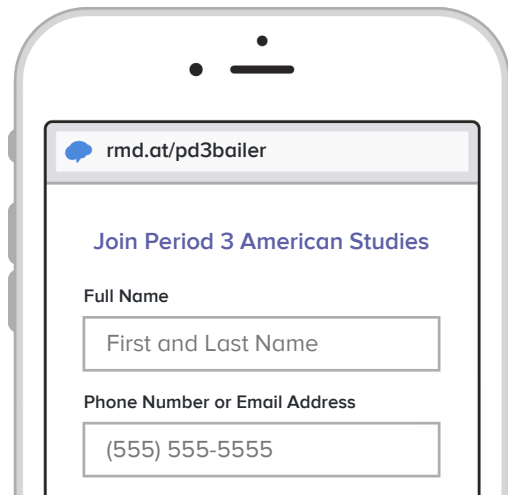 rmd.at/pd3bailer
Join Period 3 American Studies
Full Name
First and Last Name
Phone Number or Email Address
(555) 555-5555